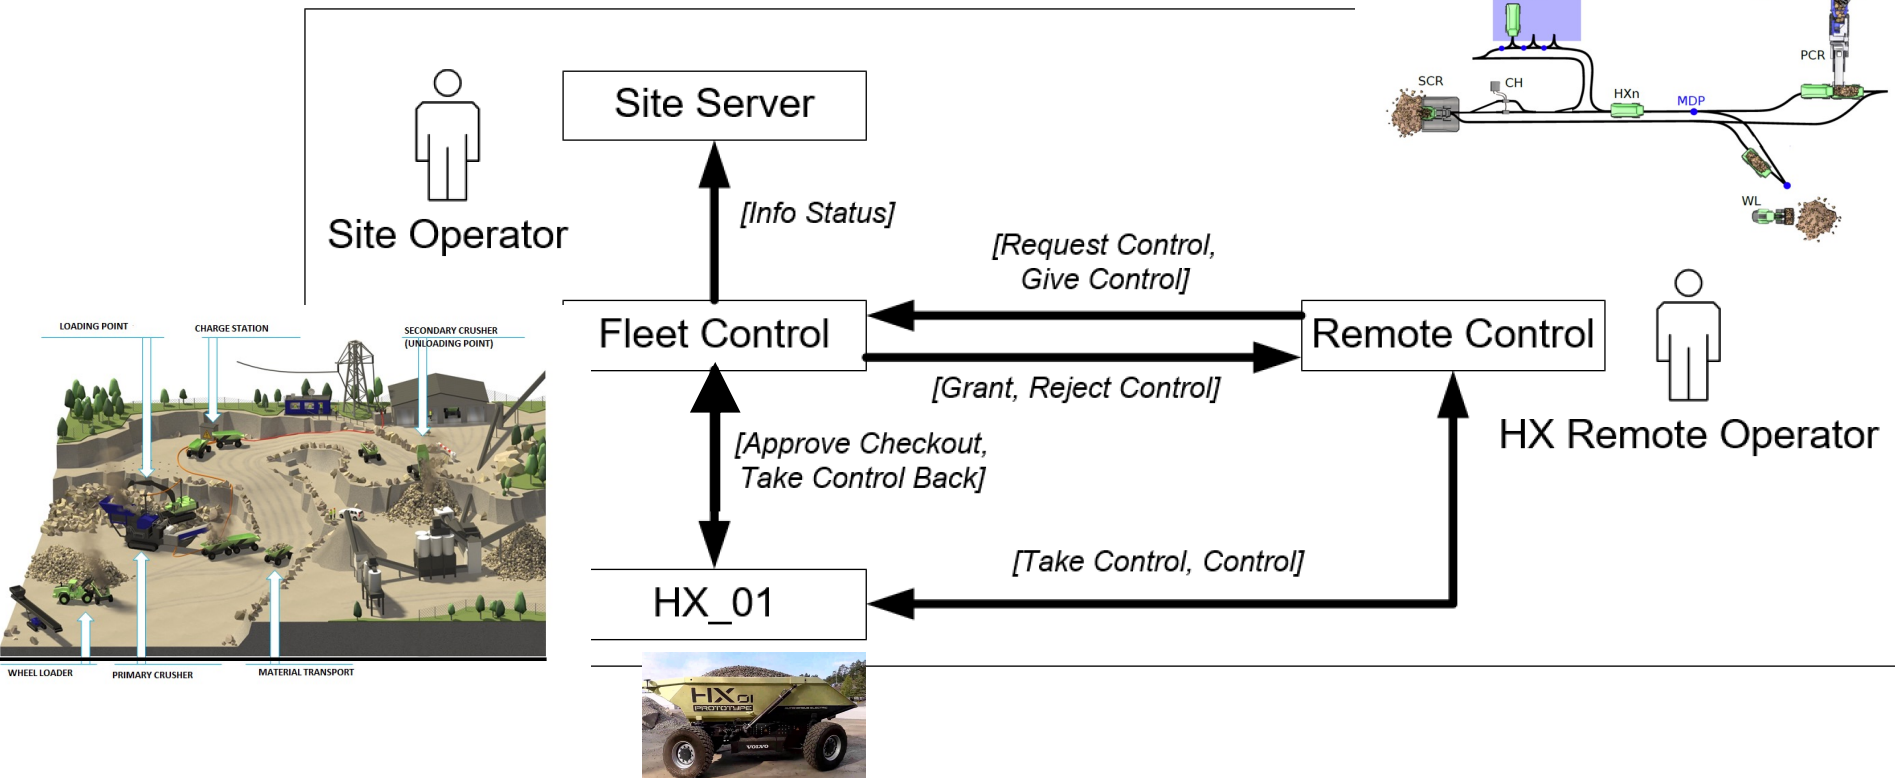 Site Server
Site Operator
[Info Status]
[Request Control,
Give Control]
Fleet Control
Remote Control
[Grant, Reject Control]
HX Remote Operator
[Approve Checkout,
Take Control Back]
[Take Control, Control]
HX_01
SCR
CH
HXn
MDP
PCR
WL
LOADING POINT
CHARGE STATION
SECONDARY CRUSHER
(UNLOADING POINT)
WHEEL LOADER
PRIMARY CRUSHER
MATERIAL TRANSPORT
HX 01
PROTOTYPE
VOLVO